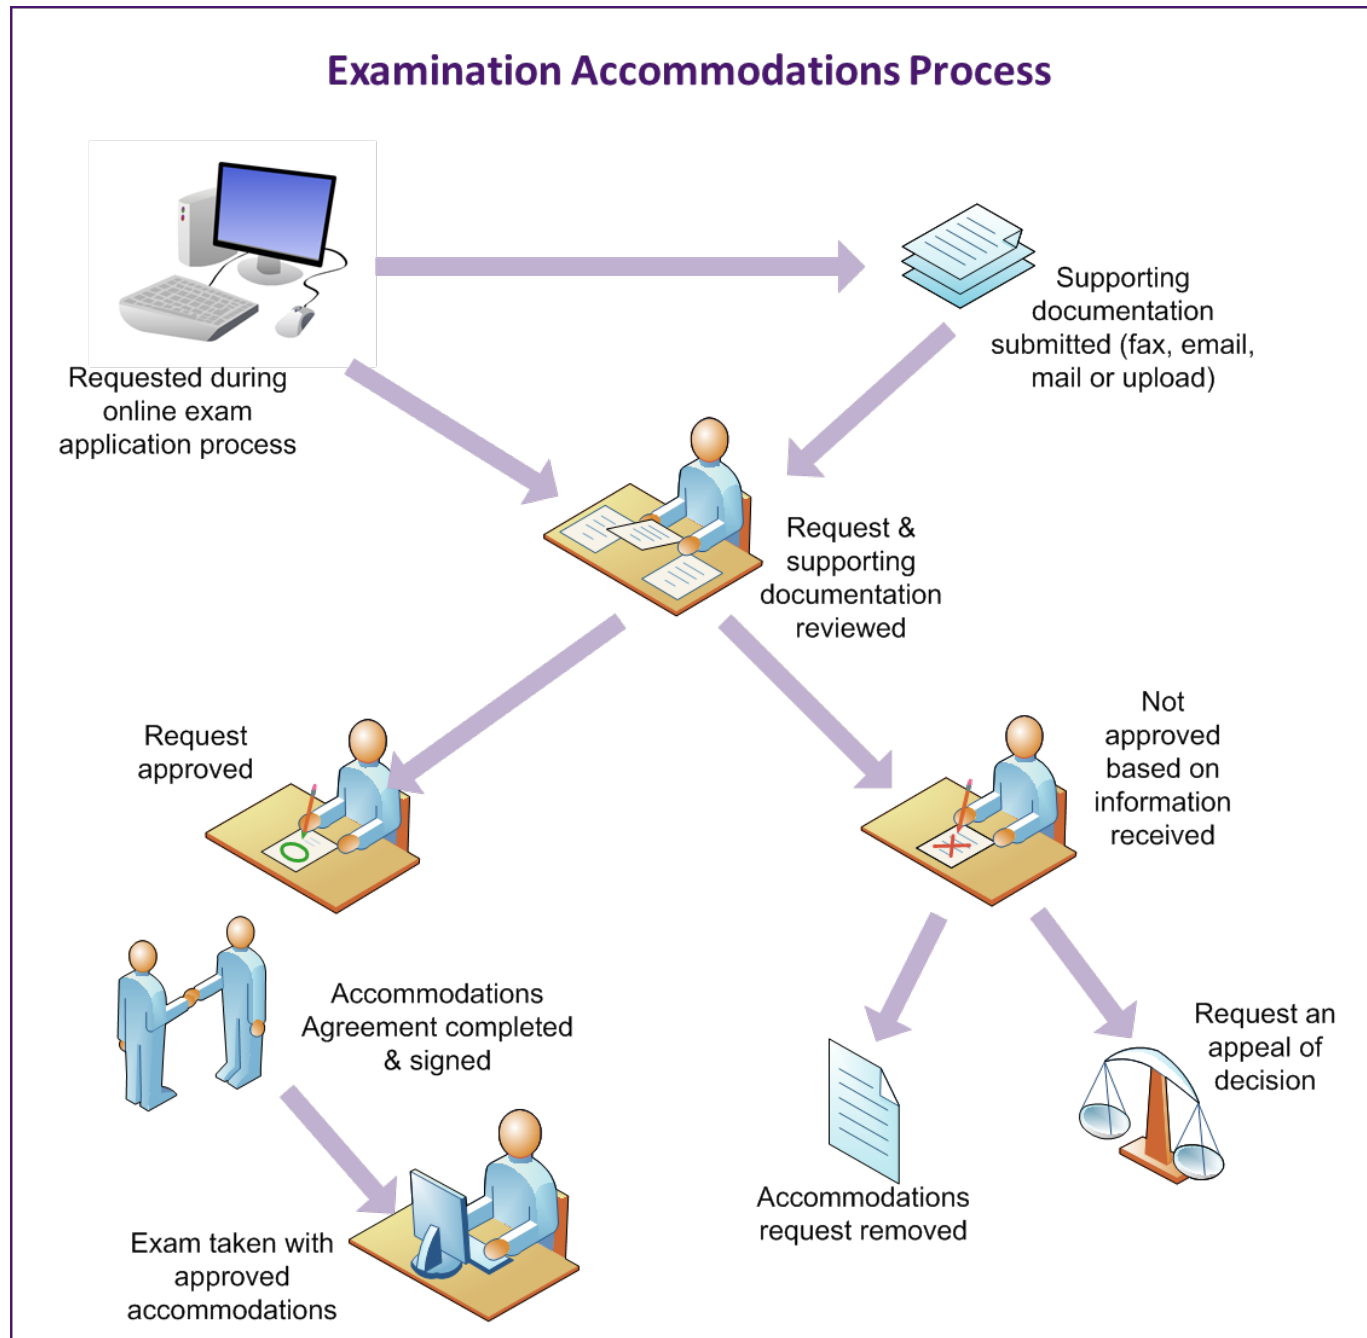 Examination Accommodations Process
Requested during
online exam
application process
Supporting
documentation
submitted (fax, email,
mail or upload)
Request &
supporting
documentation
reviewed
Request
approved
Not
approved
based on
information
received
Accommodations
Agreement completed
& signed
Request an
appeal of
decision
Accommodations
request removed
Exam taken with
approved
accommodations